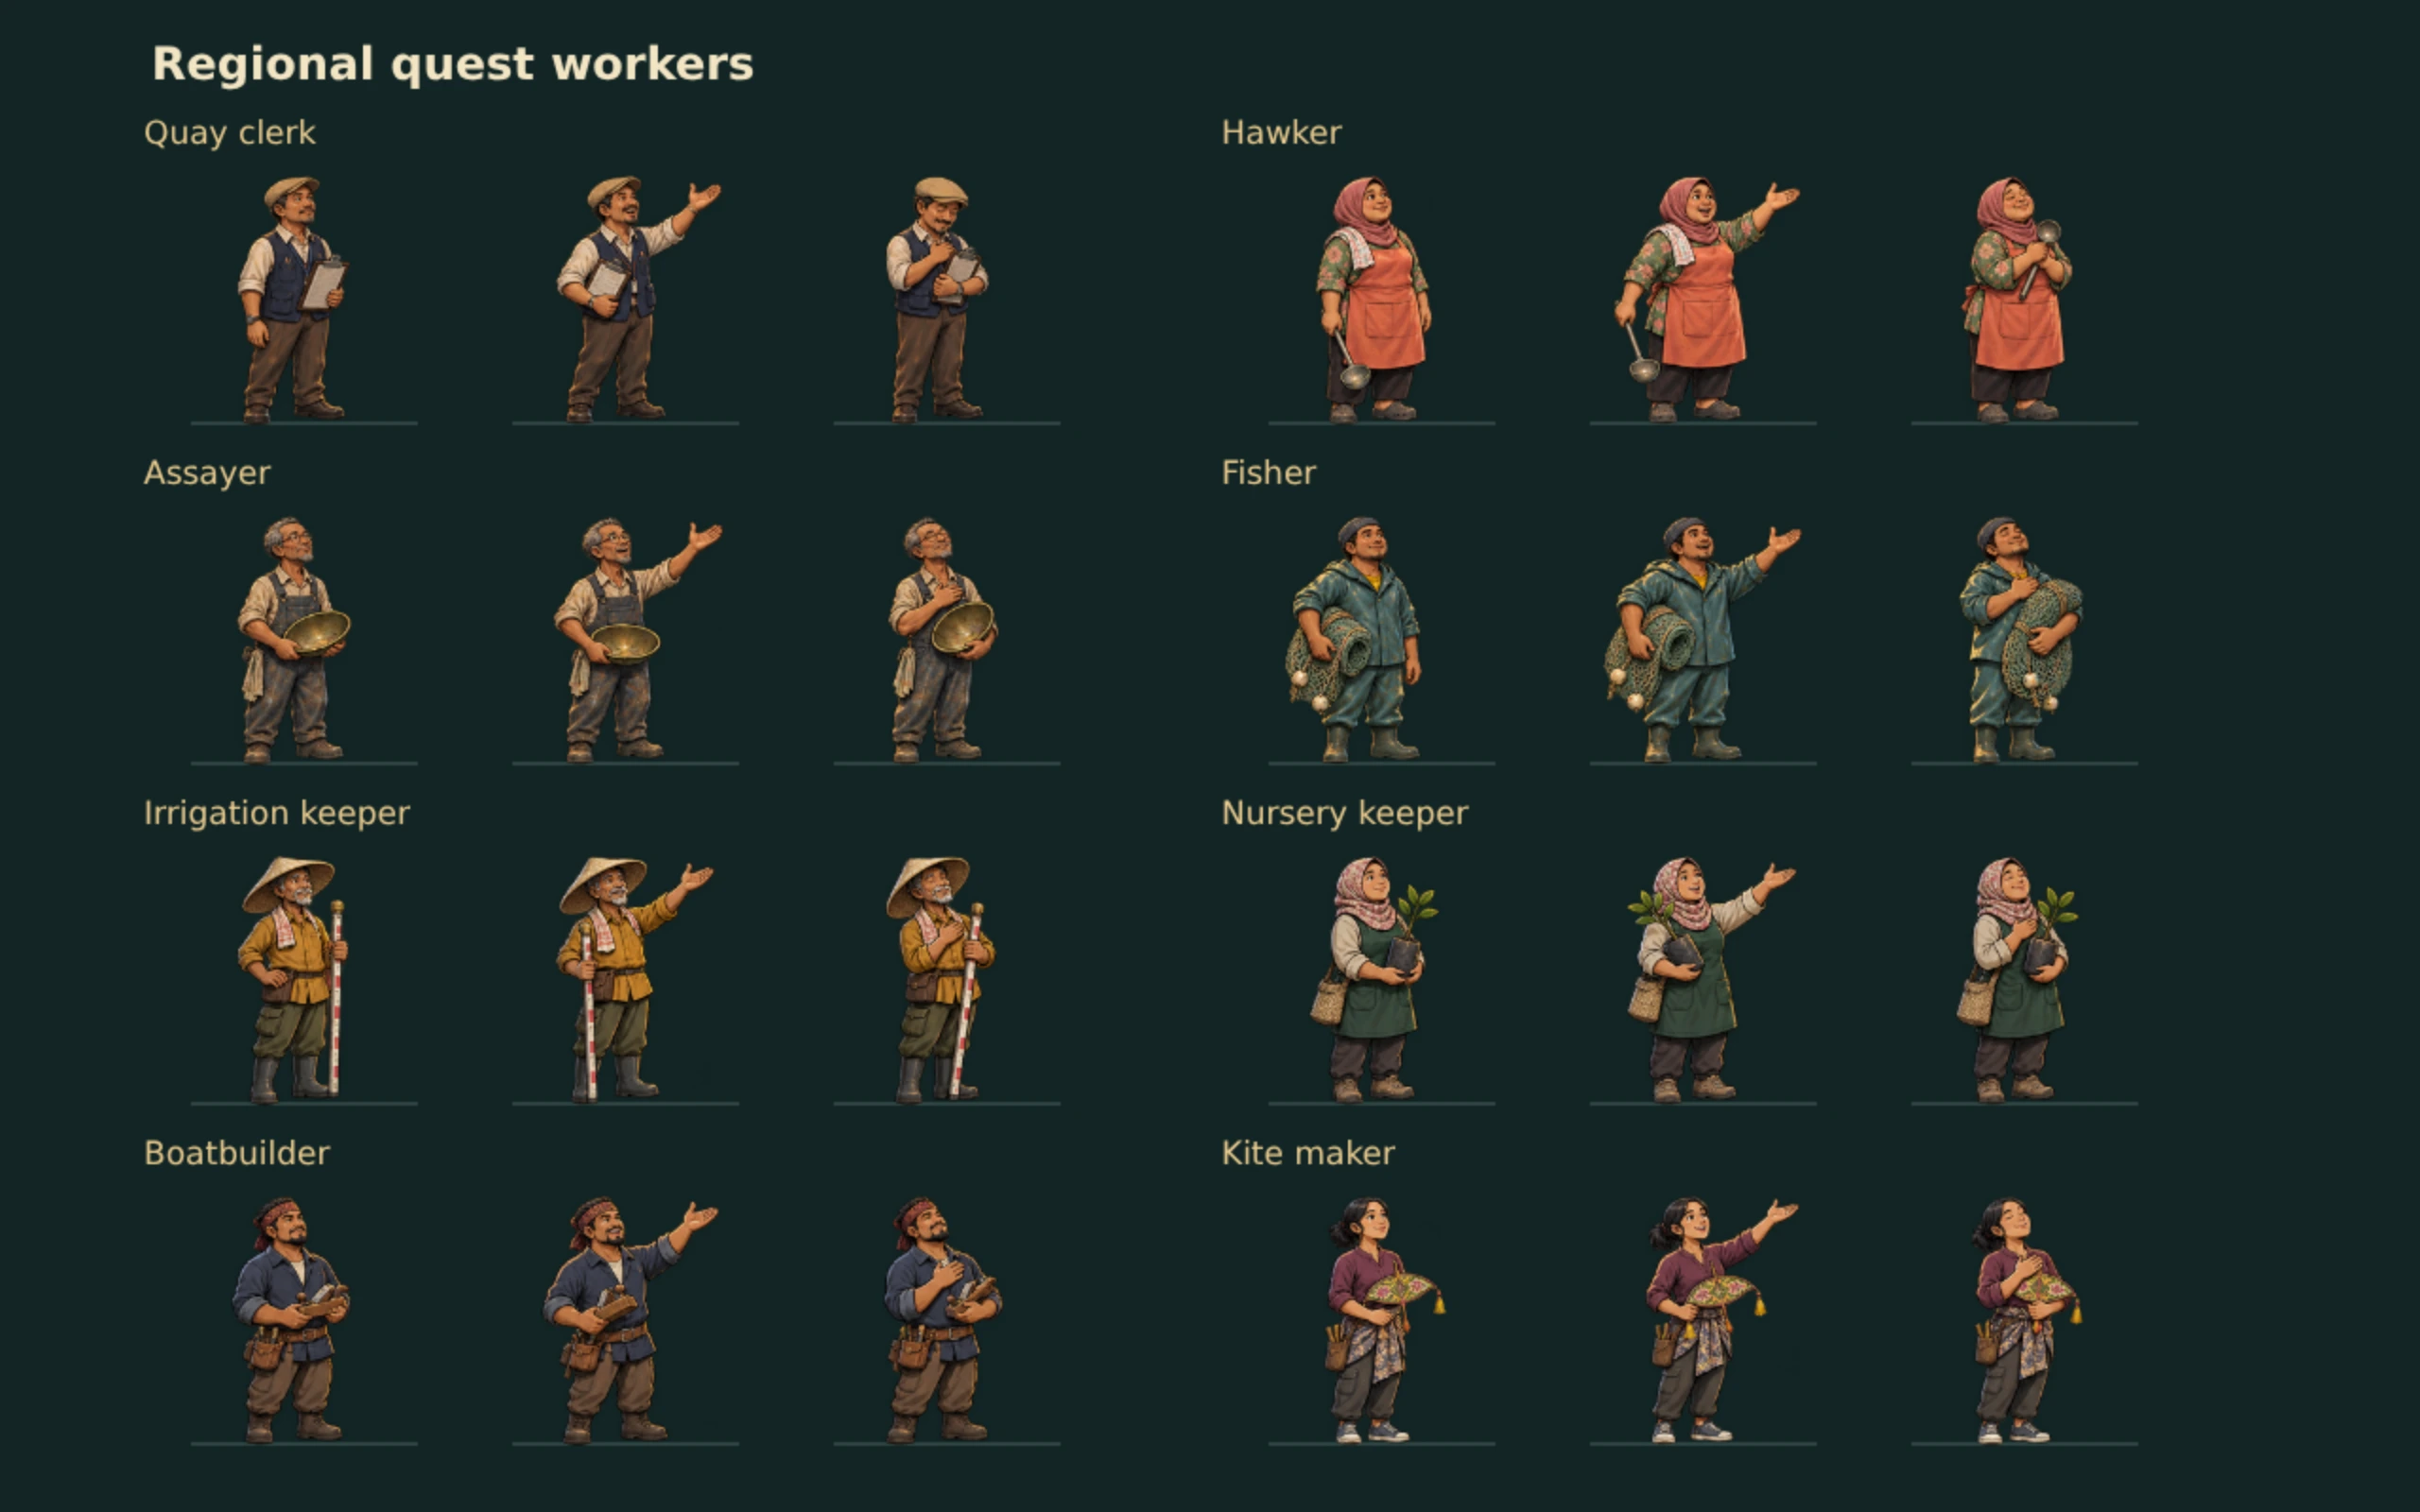 Regional quest workers
Quay clerk
Hawker
Assayer
Fisher
Irrigation keeper
Nursery keeper
Boatbuilder
Kite maker